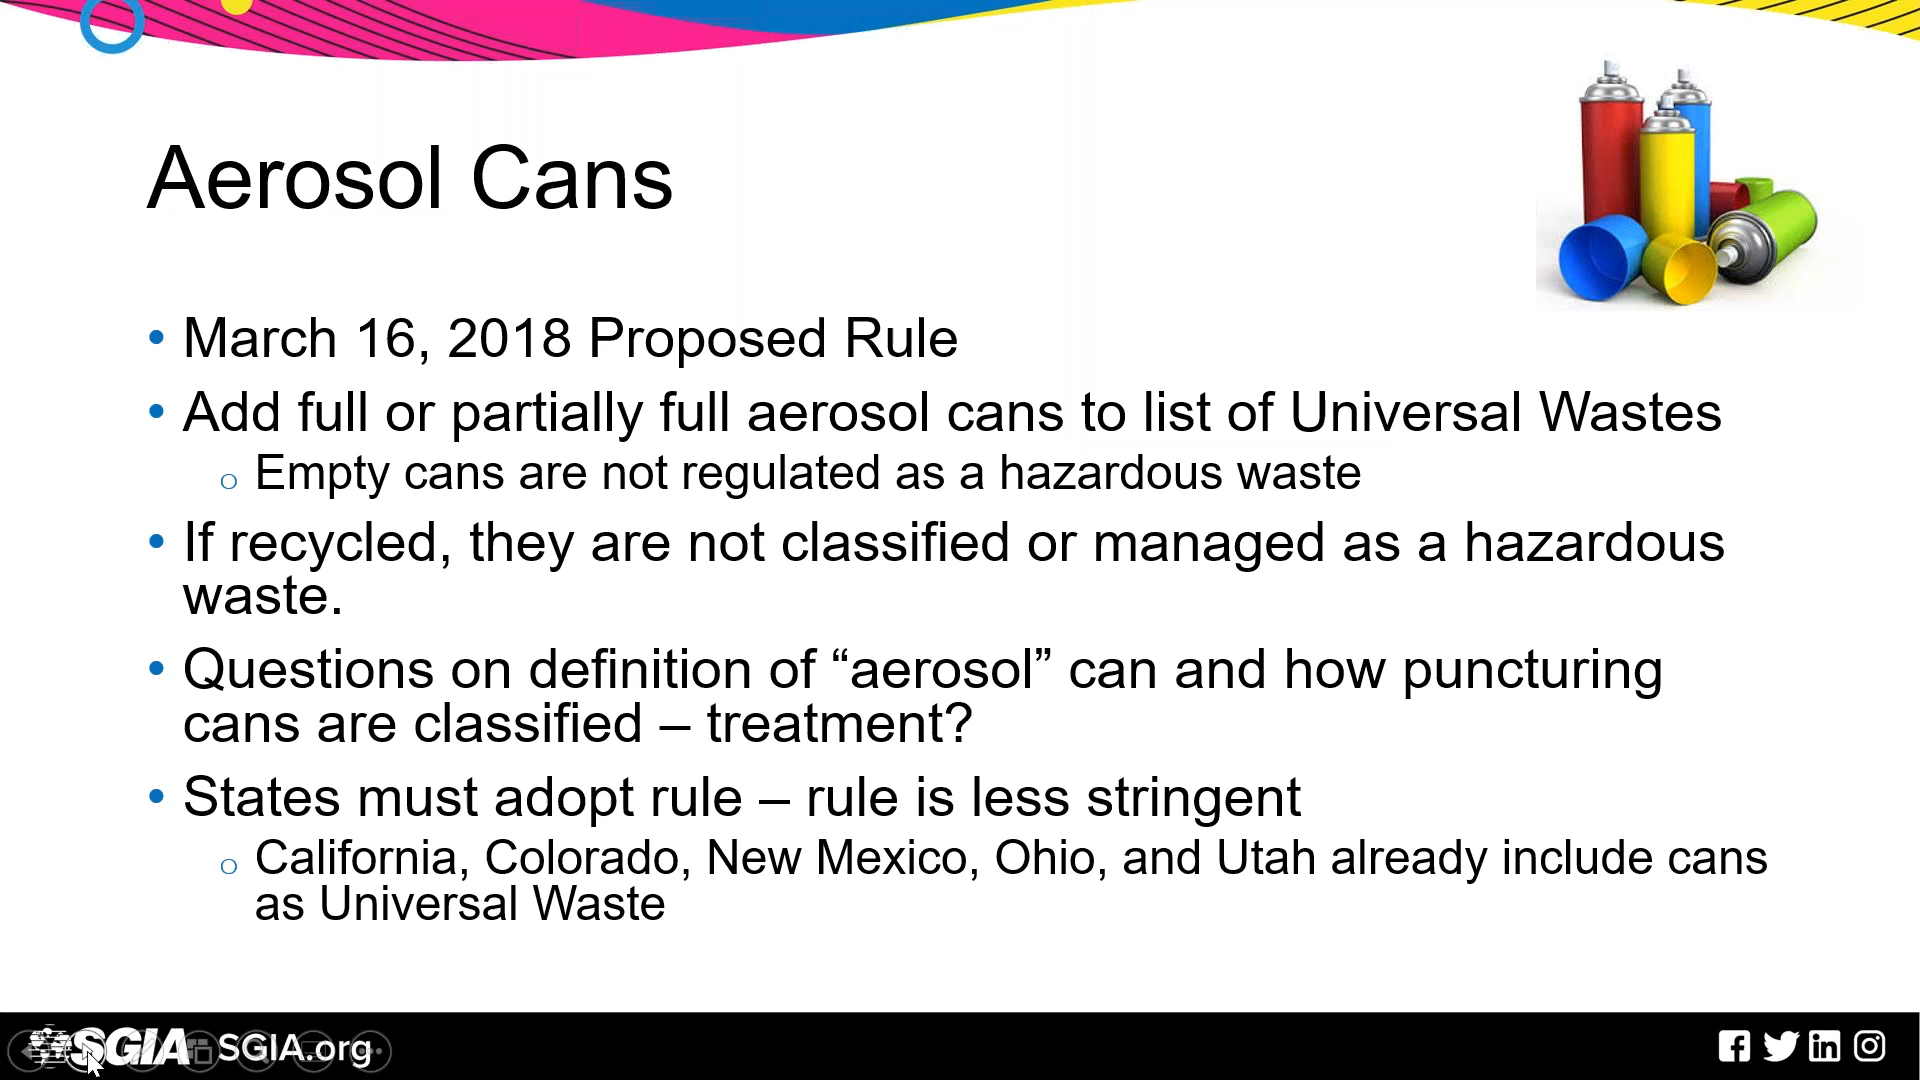 Aerosol Cans
• March 16, 2018 Proposed Rule
• Add full or partially full aerosol cans to list of Universal Wastes
o Empty cans are not regulated as a hazardous waste
• If recycled, they are not classified or managed as a hazardous
waste.
• Questions on definition of “aerosol” can and how puncturing
cans are classified – treatment?
• States must adopt rule – rule is less stringent
o California, Colorado, New Mexico, Ohio, and Utah already include cans
as Universal Waste
SGIA SGIA.org